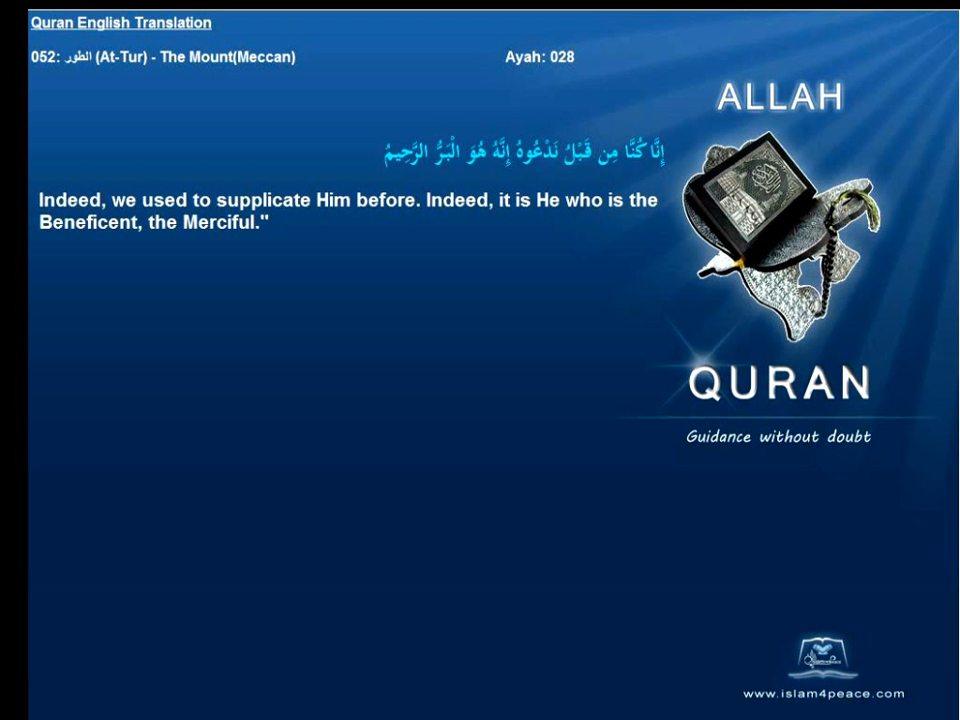 Quran English Translation
052: الطور (At-Tur) - The Mount(Meccan) Ayah: 028
ALLAH
إِنَّا كُنَّا مِن قَبْلُ نَدْعُوهُ إِنَّهُ هُوَ الْبَرُّ الرَّحِيمُ
Indeed, we used to supplicate Him before. Indeed, it is He who is the
Beneficent, the Merciful."
QURAN
Guidance without doubt
www.islam4peace.com